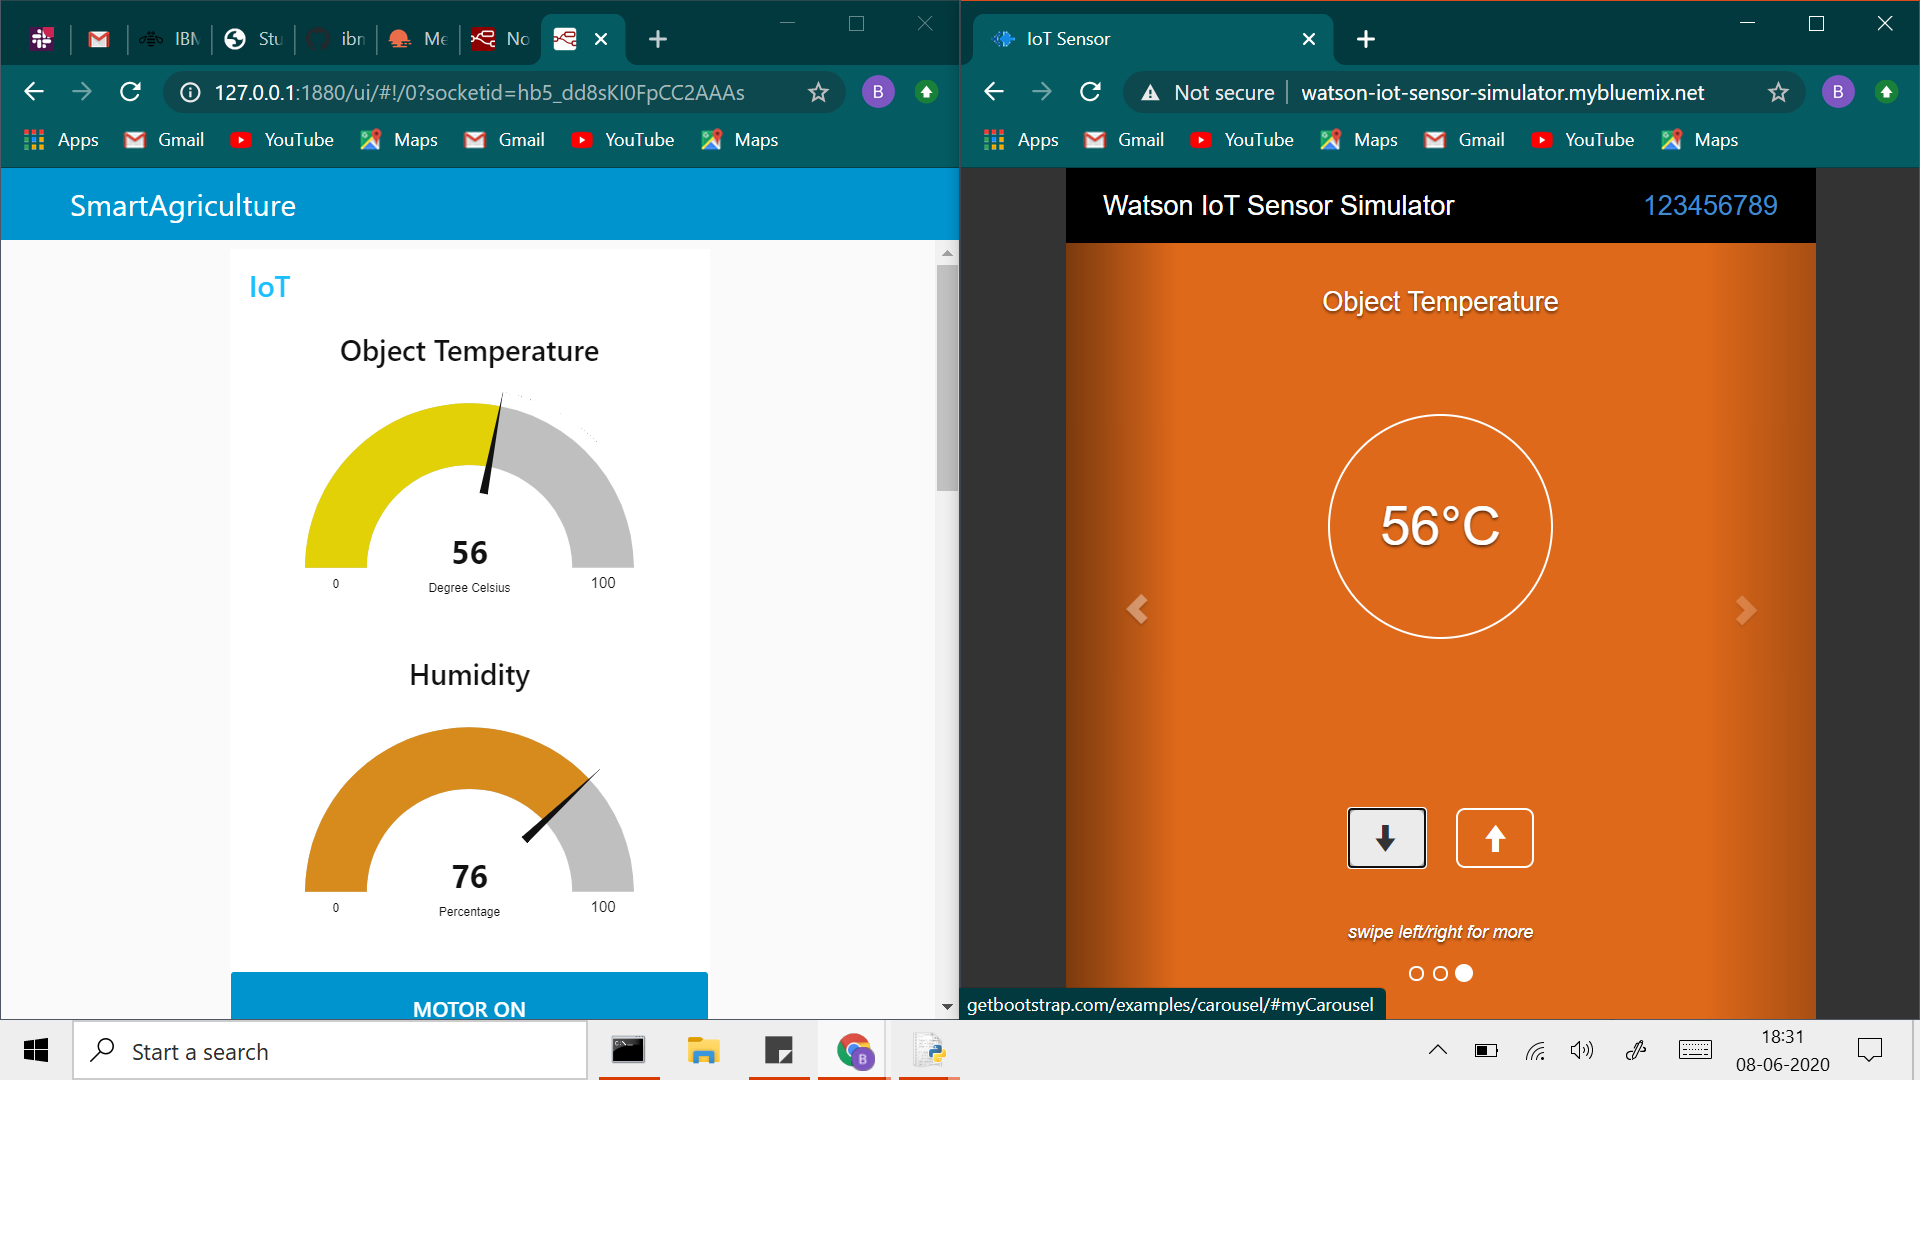 IBM
Stu
ibm
Me
No
127.0.0.1:1880/ui/#!/0?socketid=hb5_dd8sKI0FpCC2AAAs
B
Apps
Gmail
YouTube
Maps
Gmail
YouTube
Maps
SmartAgriculture
IoT
Object Temperature
56
Degree Celsius
0
100
Humidity
76
Percentage
0
100
MOTOR ON
IoT Sensor
Not secure
watson-iot-sensor-simulator.mybluemix.net
B
Apps
Gmail
YouTube
Maps
Gmail
YouTube
Maps
Watson IoT Sensor Simulator
123456789
Object Temperature
56°C
swipe left/right for more
getbootstrap.com/examples/carousel/#myCarousel
Start a search
B
18:31
08-06-2020